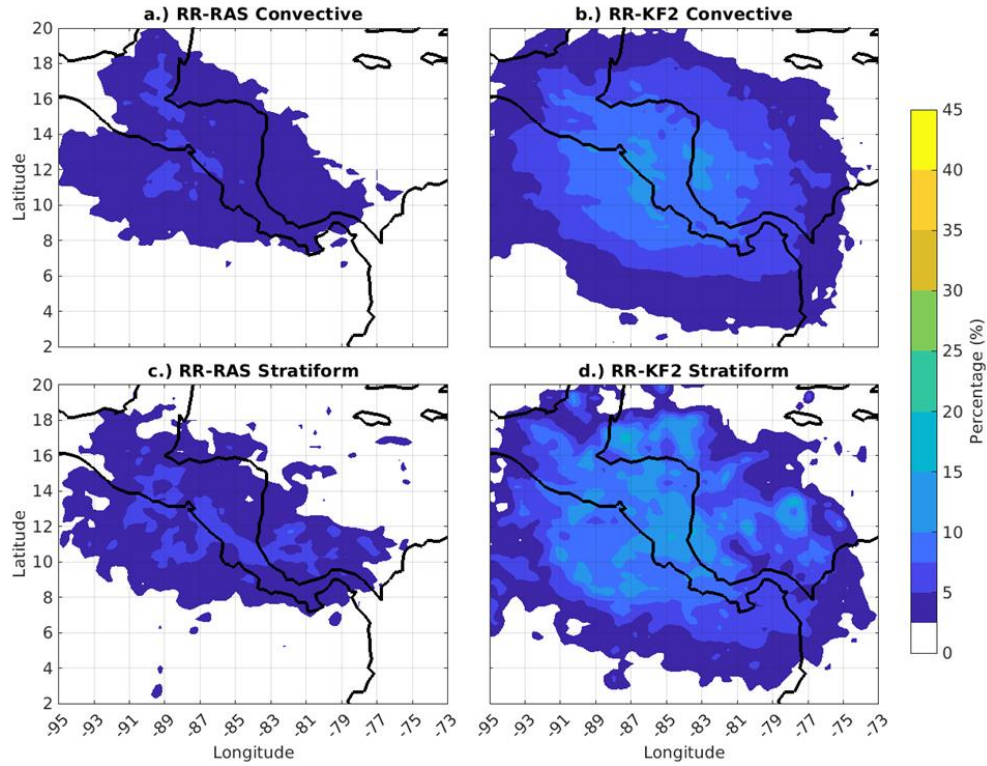 a.) RR-RAS Convective
b.) RR-KF2 Convective
20
18
16
14
12
10
8
6
4
2
Latitude
c.) RR-RAS Stratiform
d.) RR-KF2 Stratiform
20
18
16
14
12
10
8
6
4
2
Latitude
-95 -93 -91 -89 -87 -85 -83 -81 -79 -77 -75 -73
Longitude
-95 -93 -91 -89 -87 -85 -83 -81 -79 -77 -75 -73
Longitude
45
40
35
30
25
20
15
10
5
0
Percentage (%)